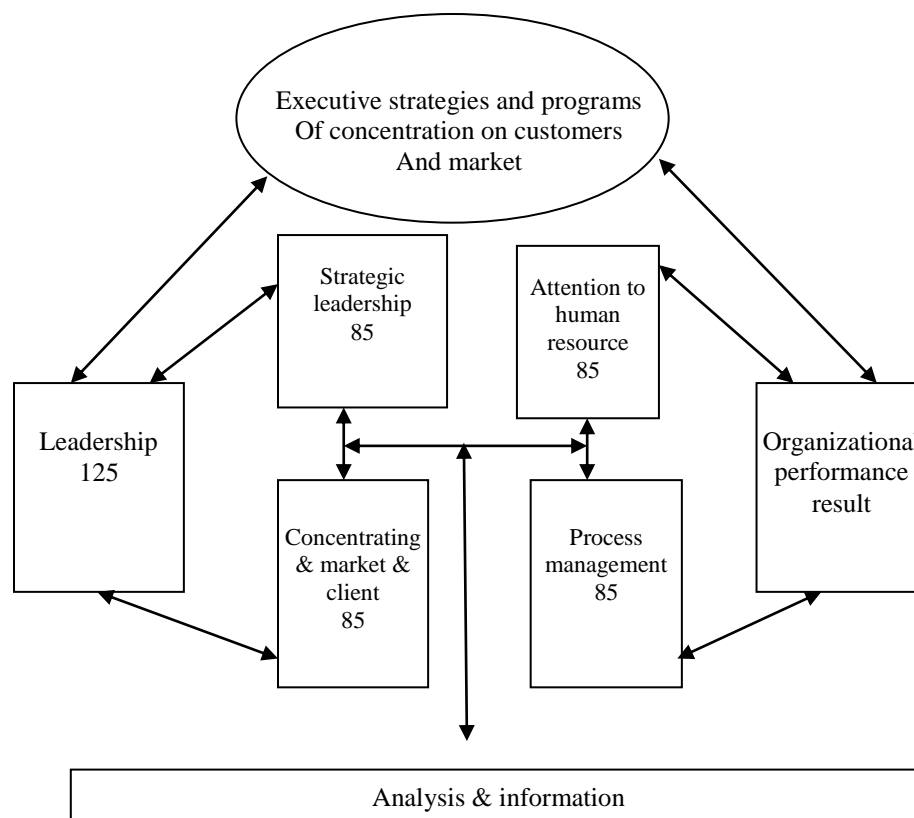 Executive strategies and programs
Of concentration on customers
And market
Strategic
leadership
85
Attention to
human
resource
85
Leadership
125
Organizational
performance
result
Concentrating
& market &
client
85
Process
management
85
Analysis & information